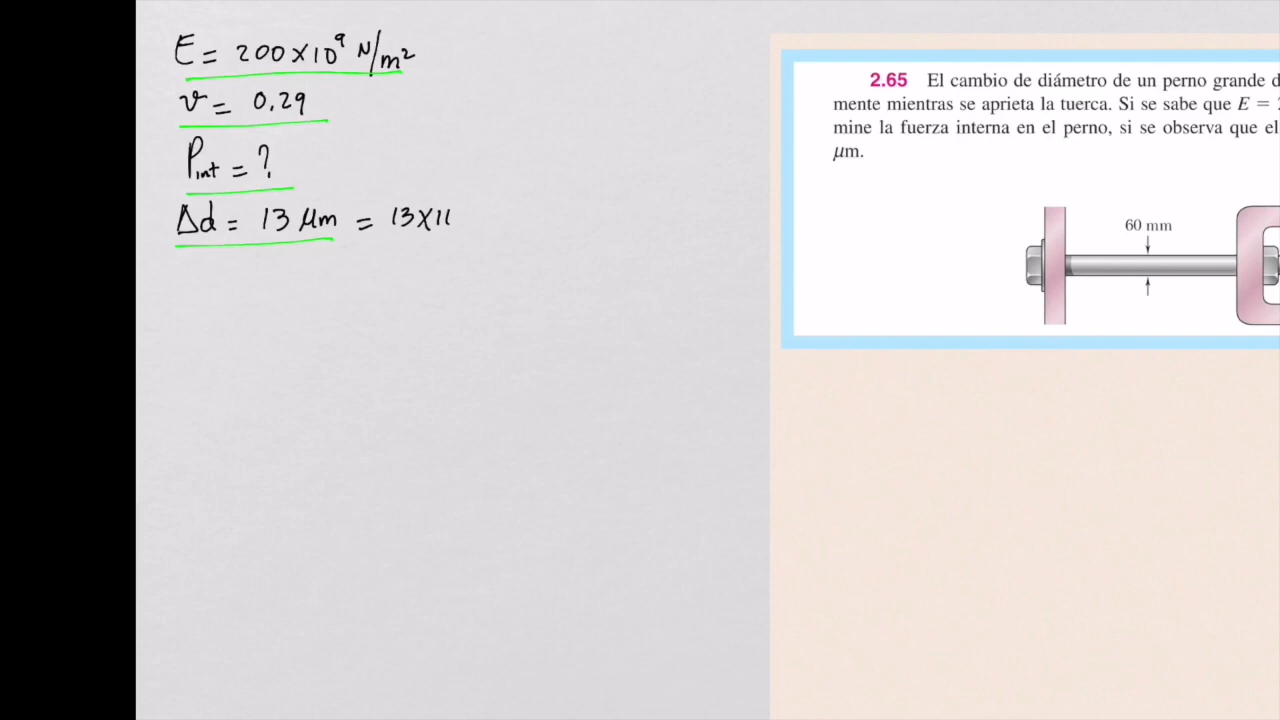 E = 200×10⁹ N/m²
ν = 0.29
Pint = ?
Δd = 13 μm = 13×1
2.65 El cambio de diámetro de un perno grande d
mente mientras se aprieta la tuerca. Si se sabe que E =
mine la fuerza interna en el perno, si se observa que el
μm.
60 mm